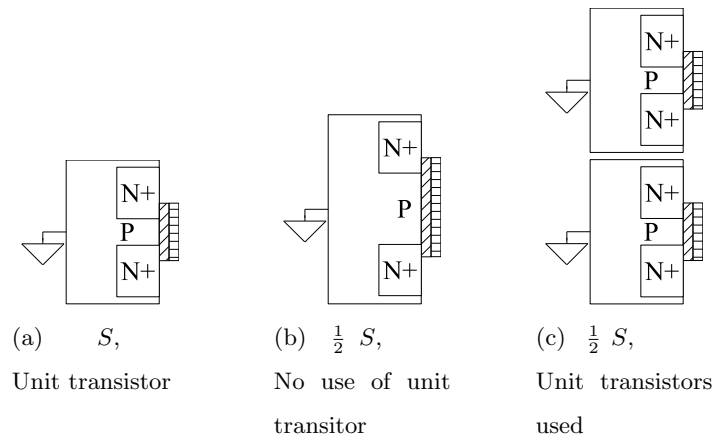 N+
P
N+
N+
P
N+
N+
P
N+
N+
P
N+
(a) S,
Unit transistor
(b) 1/2 S,
No use of unit
transitor
(c) 1/2 S,
Unit transistors
used